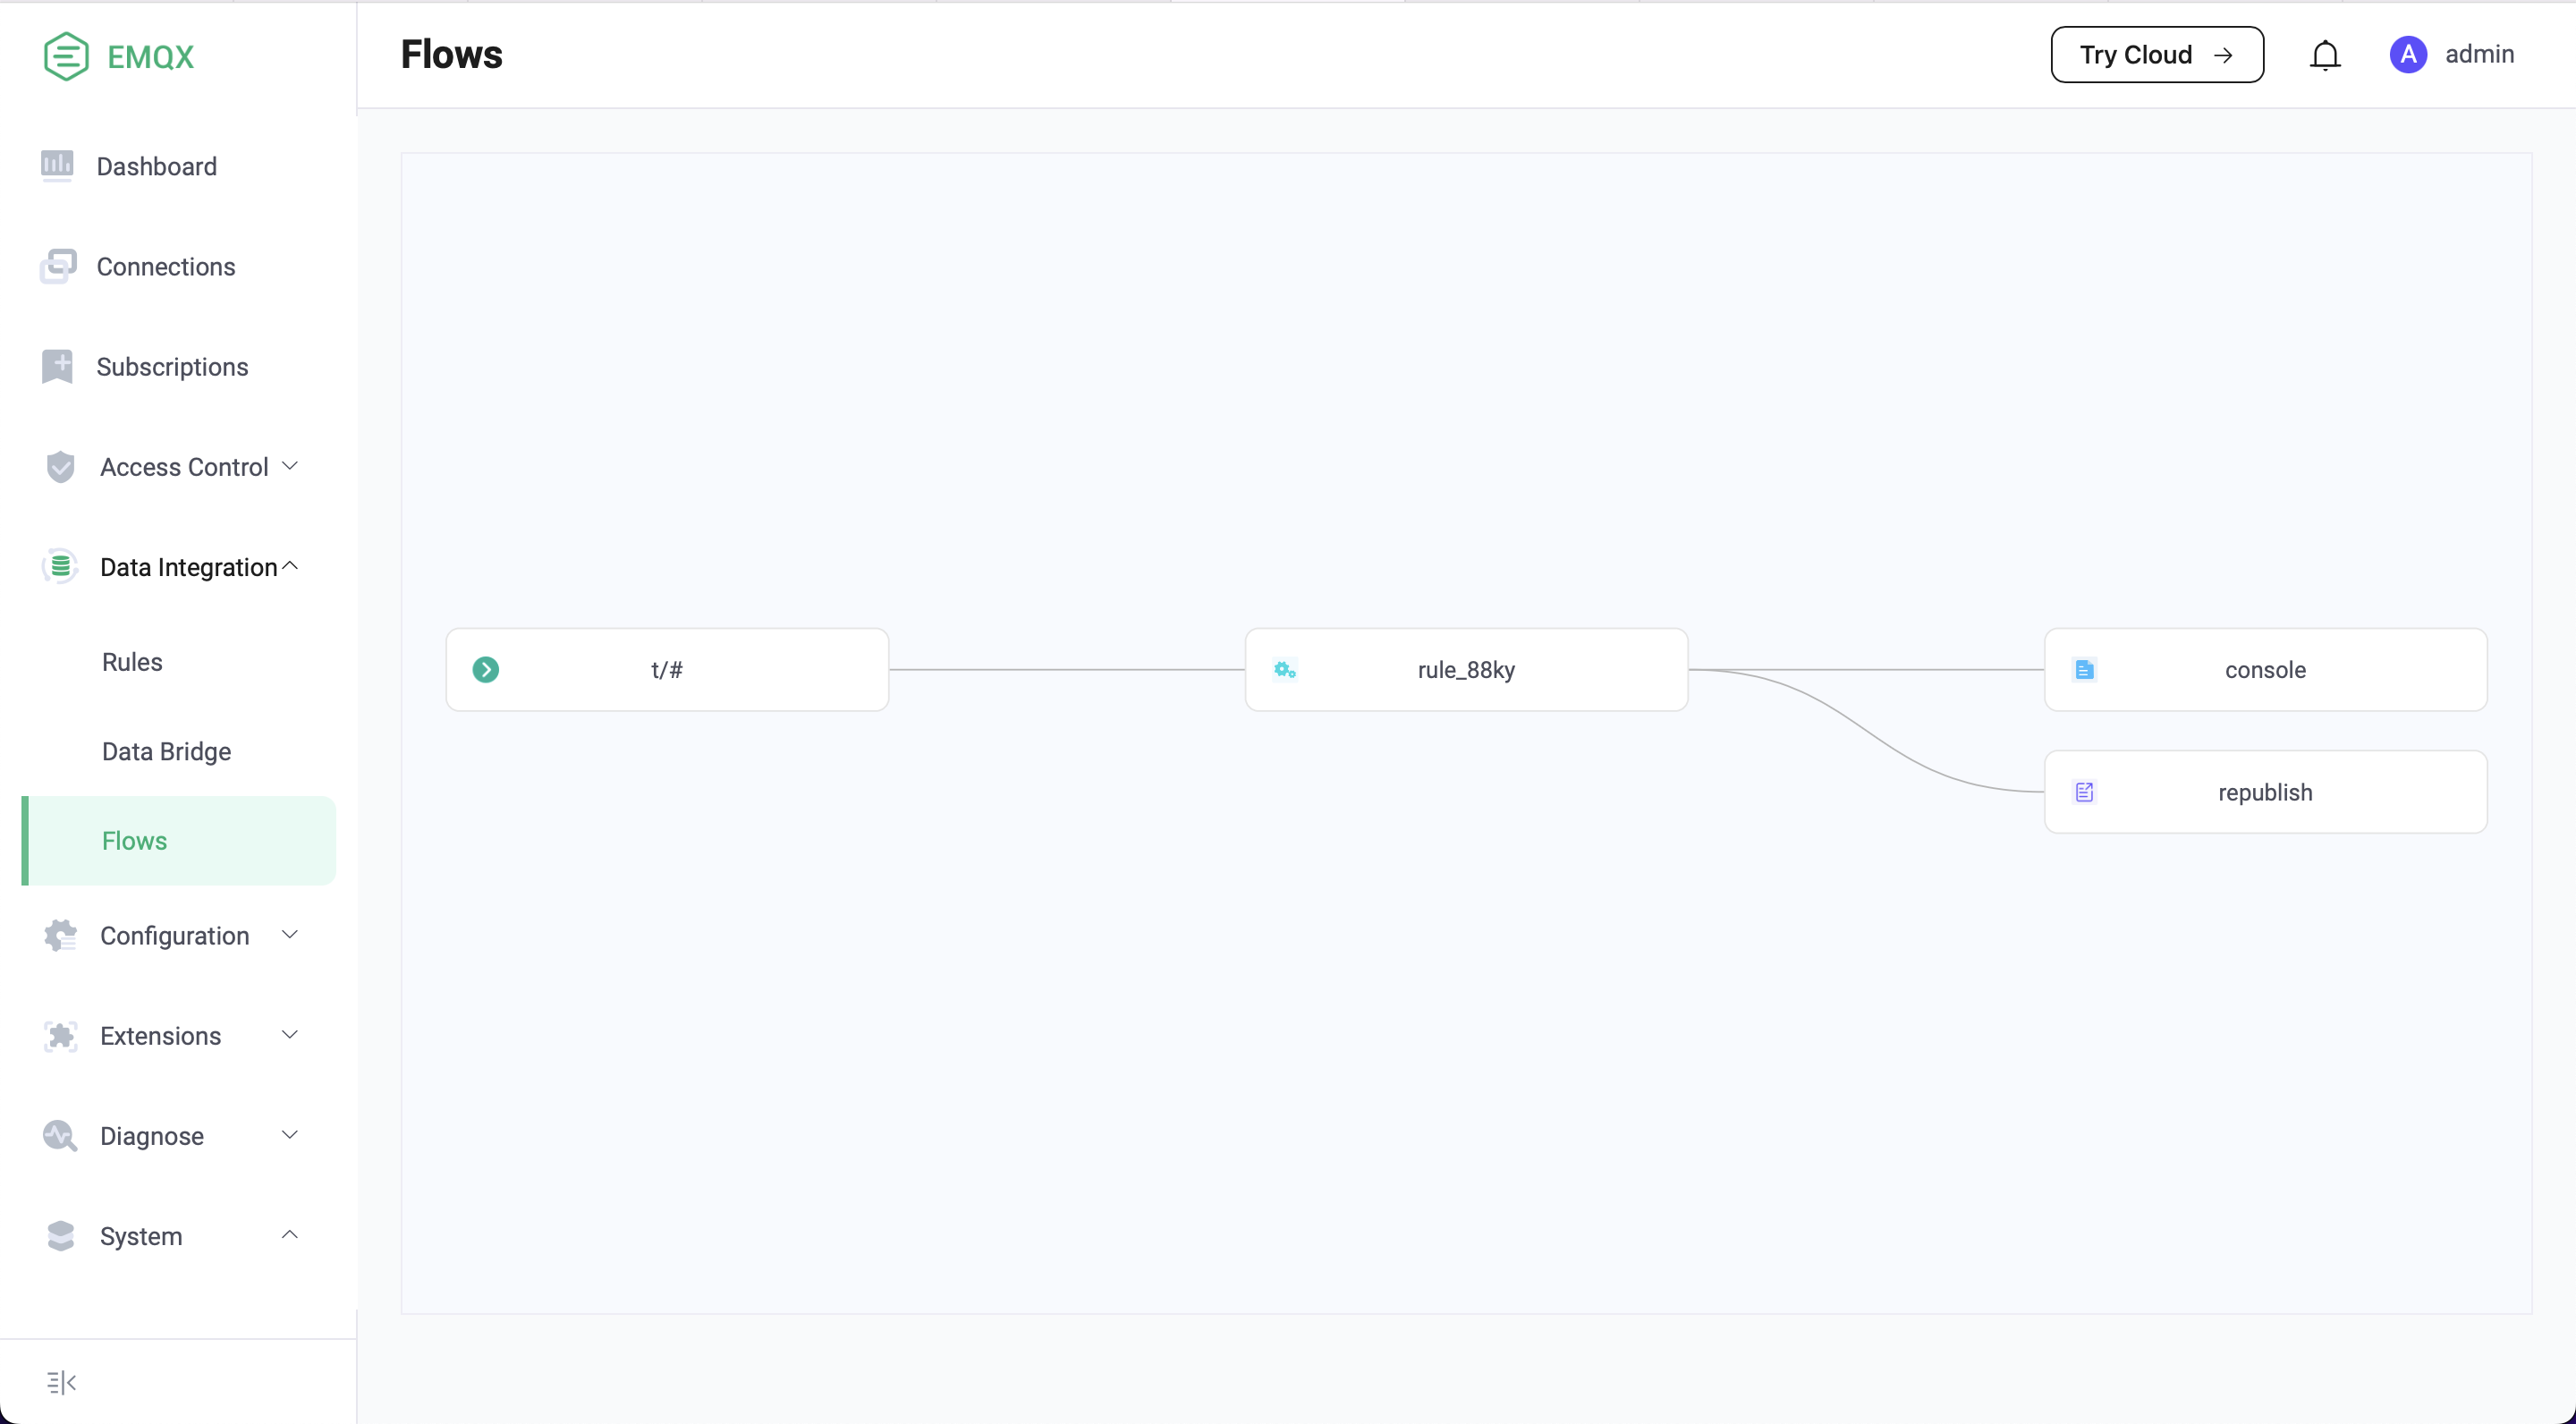 EMQX
Flows
Try Cloud
A
admin
Dashboard
Connections
Subscriptions
Access Control
Data Integration
Rules
Data Bridge
Flows
Configuration
Extensions
Diagnose
System
t/#
rule_88ky
console
republish